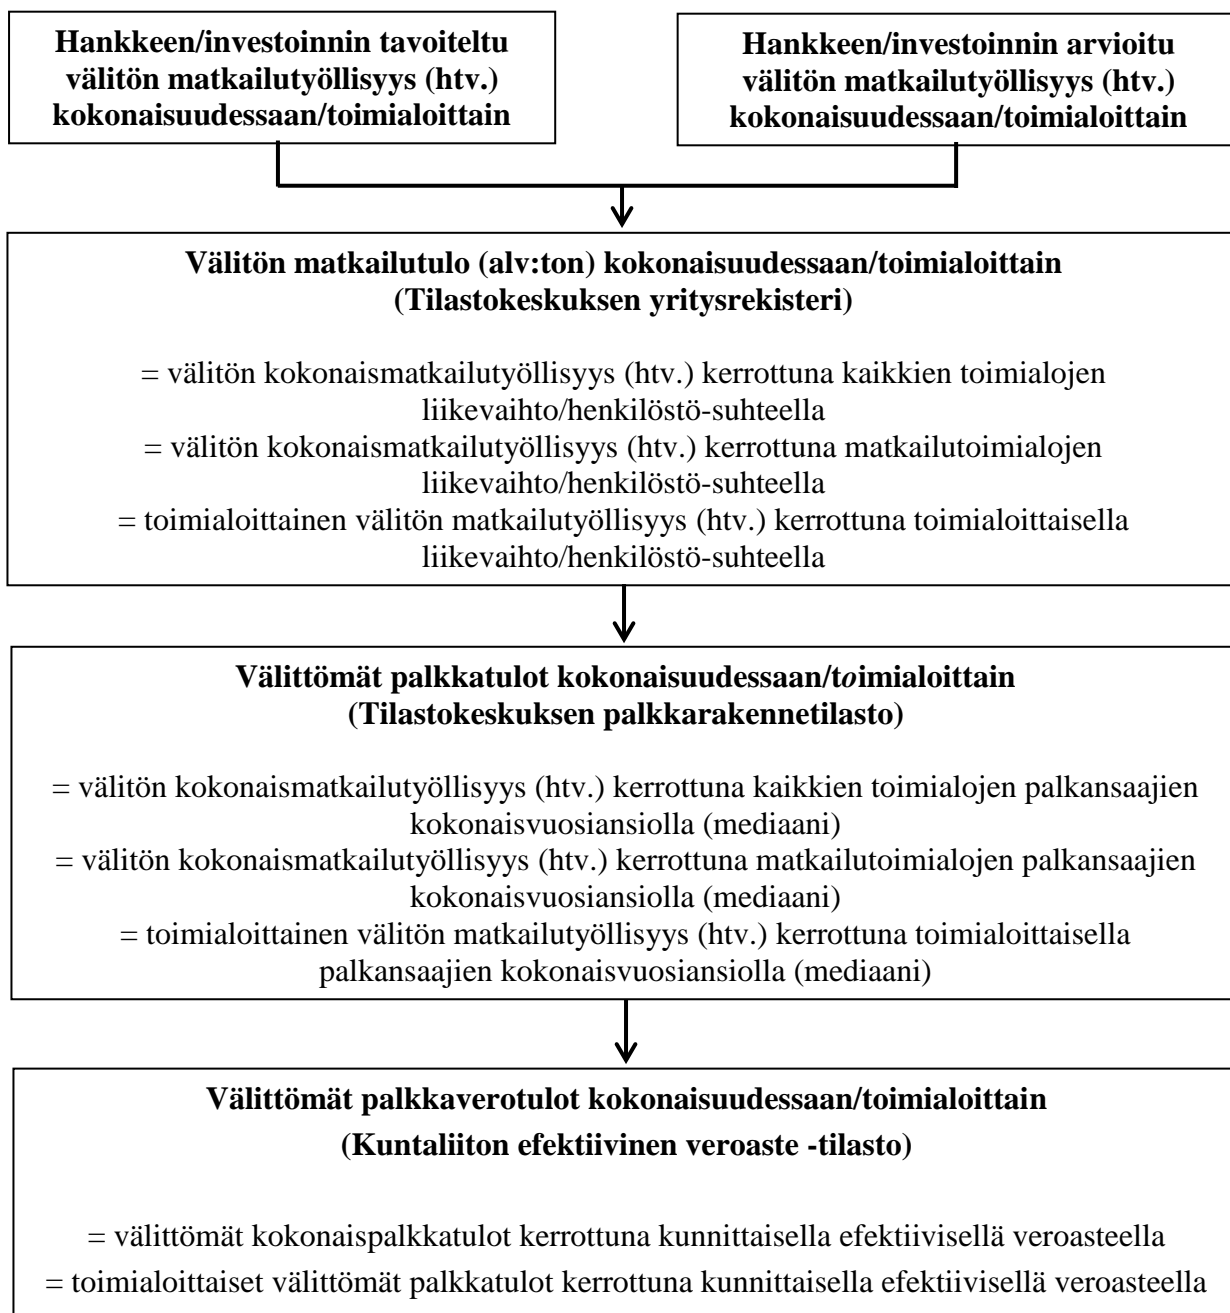 Hankkeen/investoinnin tavoiteltu
välitön matkailutyöllisyys (htv.)
kokonaisuudessaan/toimialoittain
Hankkeen/investoinnin arvioitu
välitön matkailutyöllisyys (htv.)
kokonaisuudessaan/toimialoittain
Välitön matkailutulo (alv:ton) kokonaisuudessaan/toimialoittain
(Tilastokeskuksen yritysrekisteri)
= välitön kokonaismatkailutyöllisyys (htv.) kerrottuna kaikkien toimialojen
liikevaihto/henkilöstö-suhteella
= välitön kokonaismatkailutyöllisyys (htv.) kerrottuna matkailutoimialojen
liikevaihto/henkilöstö-suhteella
= toimialoittainen välitön matkailutyöllisyys (htv.) kerrottuna toimialoittaisella
liikevaihto/henkilöstö-suhteella
Välittömät palkkatulot kokonaisuudessaan/toimialoittain
(Tilastokeskuksen palkkarakennetilasto)
= välitön kokonaismatkailutyöllisyys (htv.) kerrottuna kaikkien toimialojen palkansaajien
kokonaisvuosiansiolla (mediaani)
= välitön kokonaismatkailutyöllisyys (htv.) kerrottuna matkailutoimialojen palkansaajien
kokonaisvuosiansiolla (mediaani)
= toimialoittainen välitön matkailutyöllisyys (htv.) kerrottuna toimialoittaisella
palkansaajien kokonaisvuosiansiolla (mediaani)
Välittömät palkkaverotulot kokonaisuudessaan/toimialoittain
(Kuntaliiton efektiivinen veroaste -tilasto)
= välittömät kokonaispalkkatulot kerrottuna kunnittaisella efektiivisellä veroasteella
= toimialoittaiset välittömät palkkatulot kerrottuna kunnittaisella efektiivisellä veroasteella